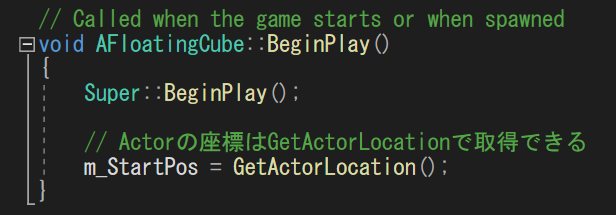 // Called when the game starts or when spawned
void AFloatingCube::BeginPlay()
{
Super::BeginPlay();
// Actorの座標はGetActorLocationで取得できる
m_StartPos = GetActorLocation();
}